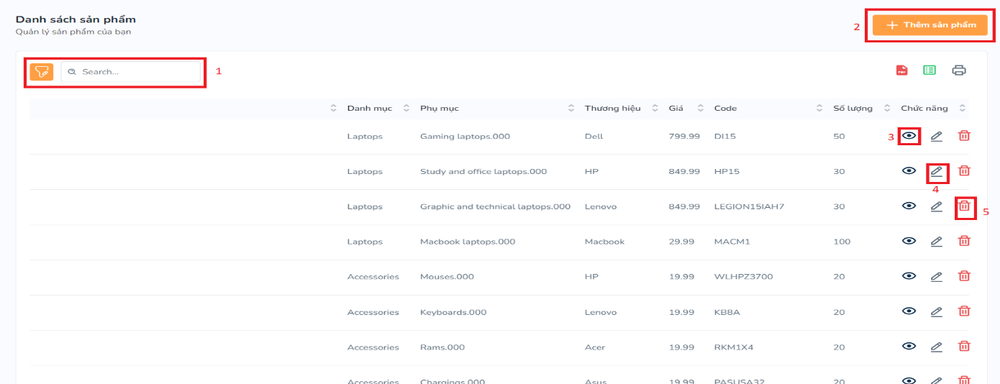 Danh sách sản phẩm
Quản lý sản phẩm của bạn
2
Thêm sản phẩm
Search...
1
PDF
Danh mục Phụ mục Thương hiệu Giá Code Số lượng Chức năng
Laptops Gaming laptops.000 Dell 799.99 DI15 50 3
Laptops Study and office laptops.000 HP 849.99 HP15 30
4
Laptops Graphic and technical laptops.000 Lenovo 849.99 LEGION15IAH7 30 5
Laptops Macbook laptops.000 Macbook 29.99 MACM1 100
Accessories Mouses.000 HP 19.99 WLHPZ3700 20
Accessories Keyboards.000 Lenovo 19.99 KB8A 20
Accessories Rams.000 Acer 19.99 RKM1X4 20
Accessories Chargings.000 Asus 19.99 PASUSA32 20